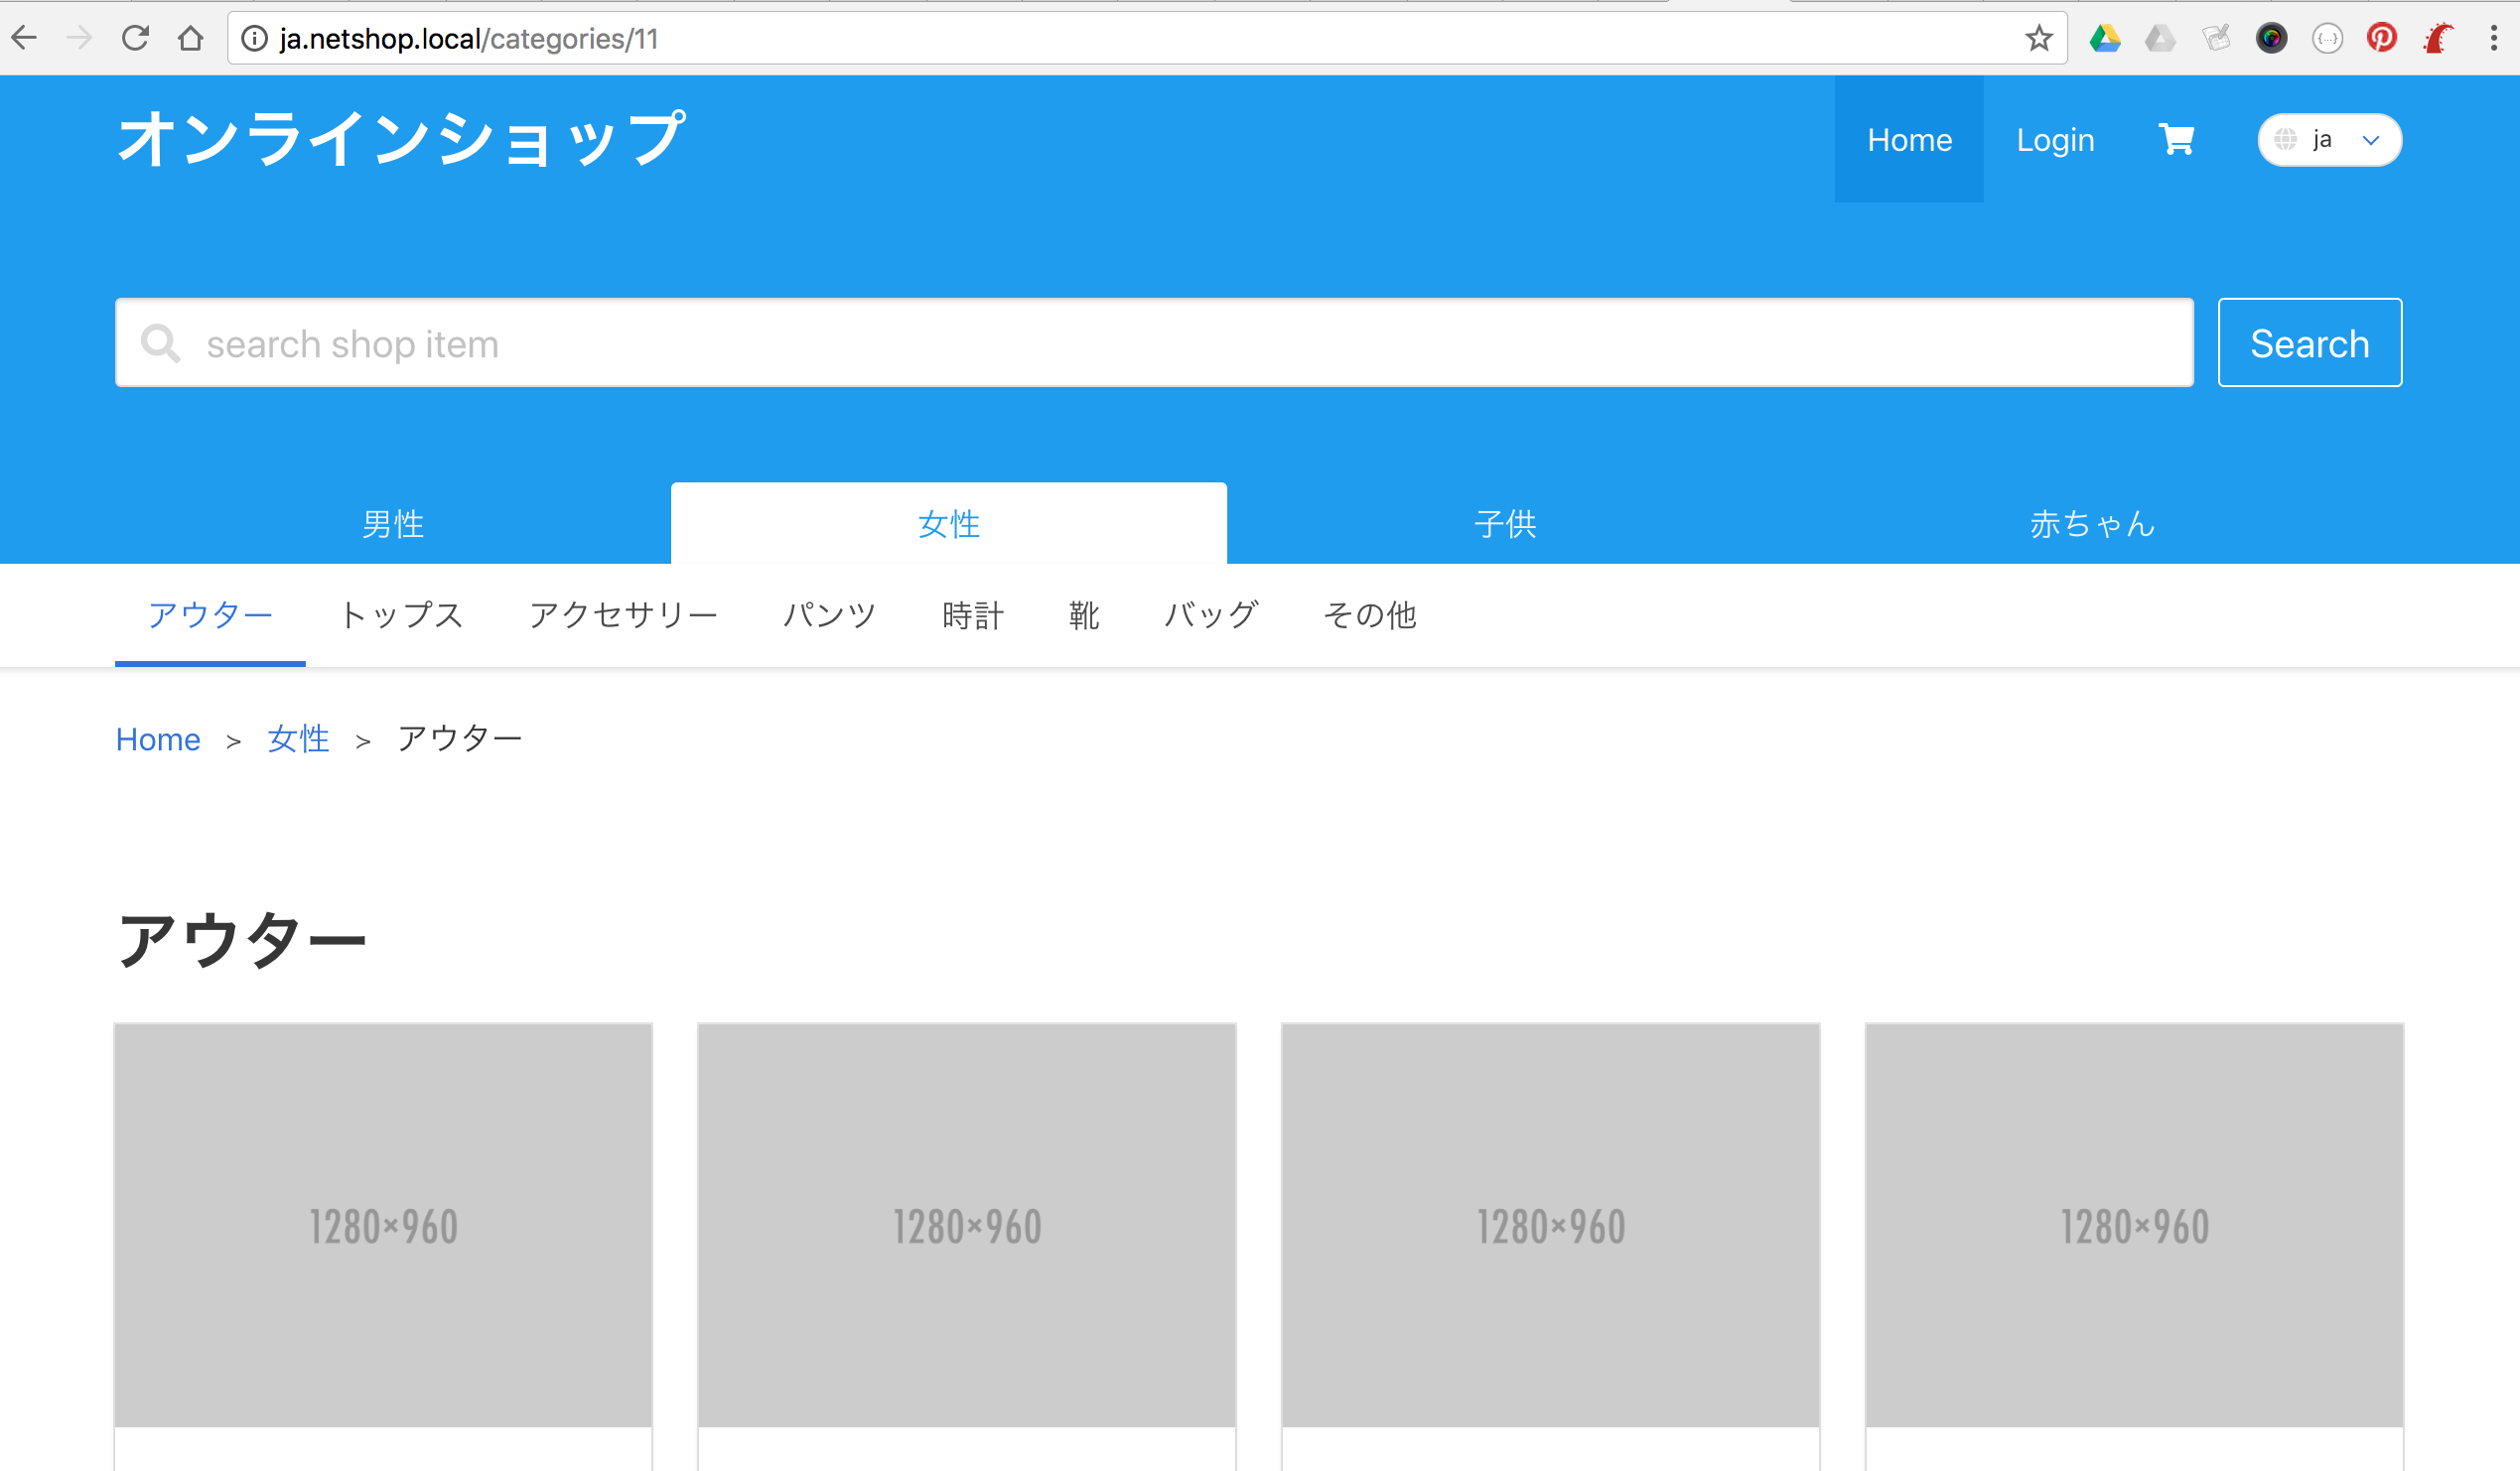 ja.netshop.local/categories/11
オンラインショップ Home Login ja
search shop item Search
男性 女性 子供 赤ちゃん
アウター トップス アクセサリー パンツ 時計 靴 バッグ その他
Home > 女性 > アウター
アウター
1280×960 1280×960 1280×960 1280×960